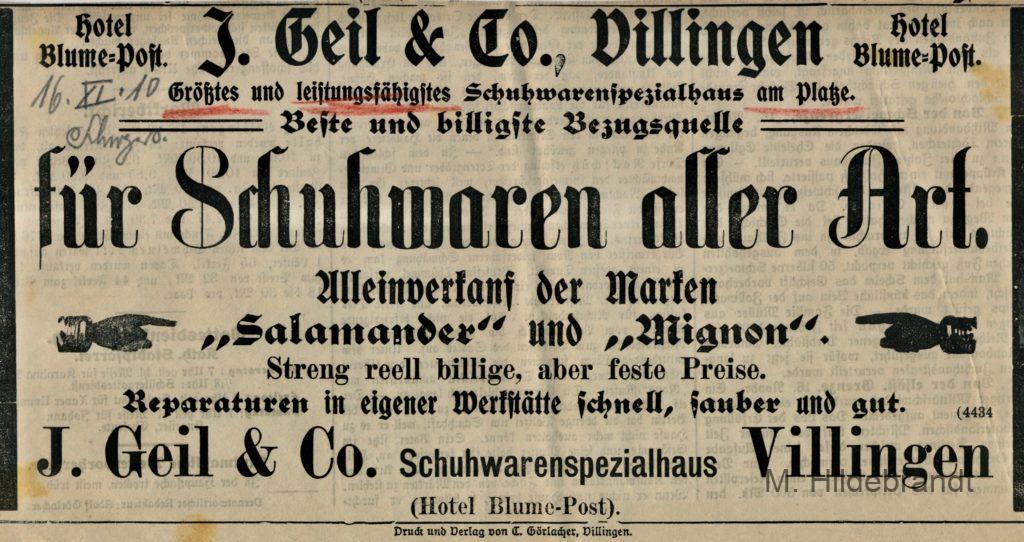 Hotel Blume=Post. J. Geil & Co., Villingen Hotel Blume=Post.
16. XI. 10
Größtes und leistungsfähigstes Schuhwarenspezialhaus am Platze.
Beste und billigste Bezugsquelle
für Schuhwaren aller Art.
Alleinverkauf der Marken
„Salamander“ und „Mignon“.
Streng reell billige, aber feste Preise.
Reparaturen in eigener Werkstätte schnell, sauber und gut.
(4434
J. Geil & Co. Schuhwarenspezialhaus Villingen
M. Hildebrandt
(Hotel Blume-Post).
Druck und Verlag von C. Görlacher, Villingen.